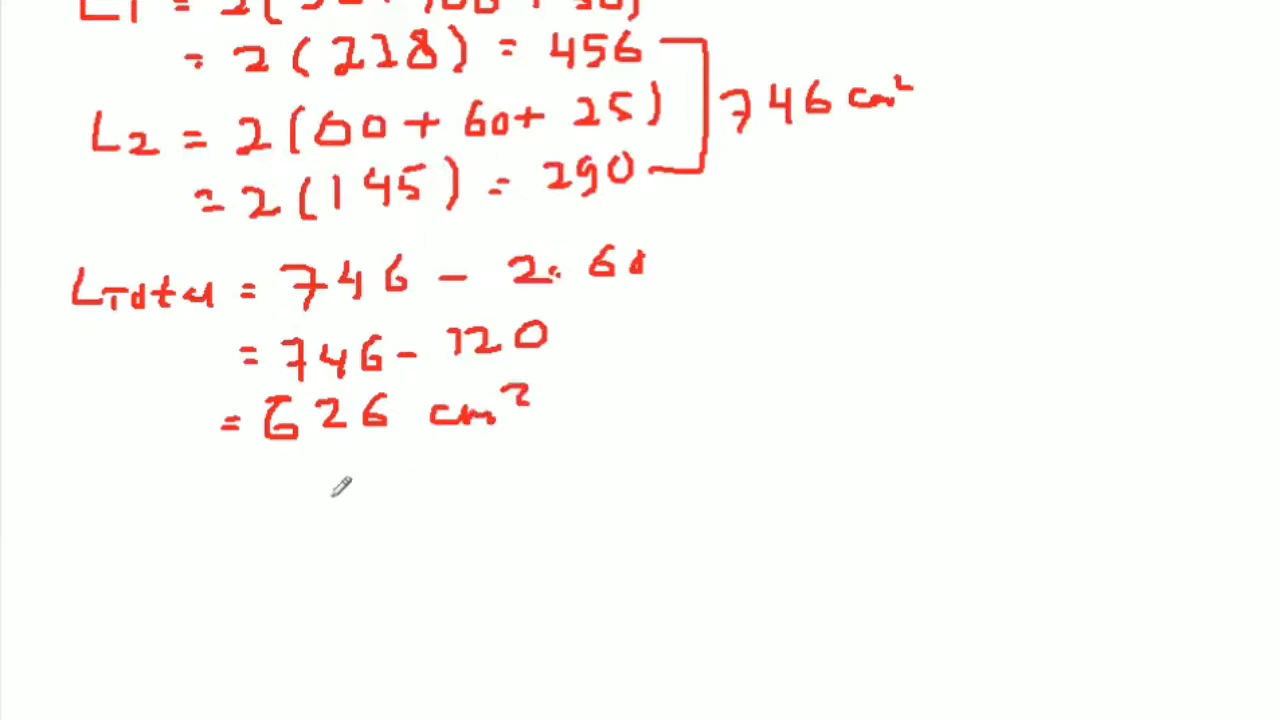 = 2 ( 228 ) = 456
L2 = 2 ( 60 + 60 + 25 ) 746 cm²
= 2 ( 145 ) = 290
LTotal = 746 - 2. 60
= 746 - 120
= 626 cm²